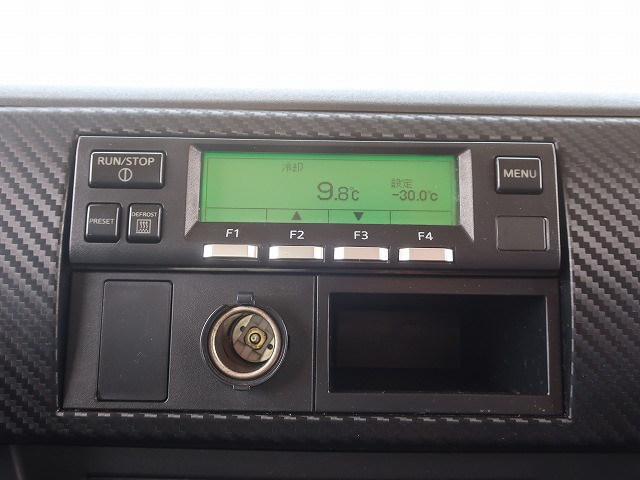 RUN/STOP
冷却
9.8℃
設定
-30.0℃
MENU
PRESET
DEFROST
▲
▼
F1
F2
F3
F4